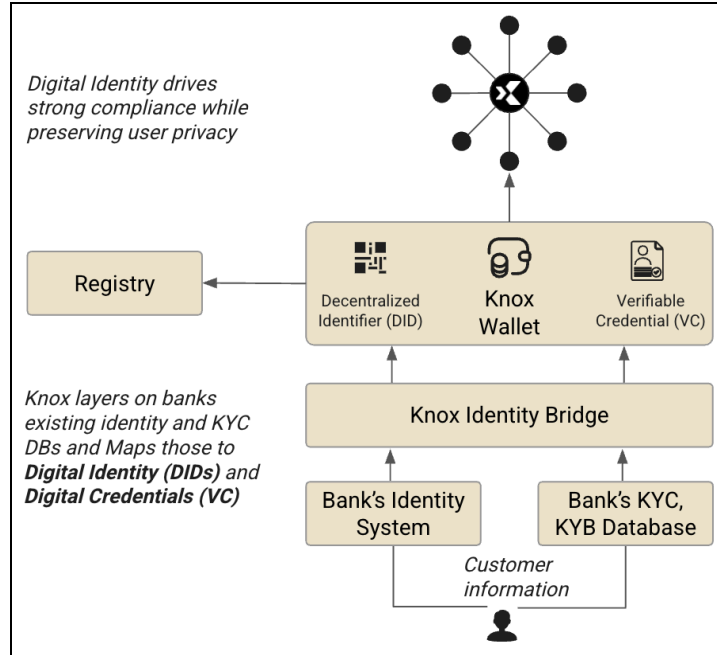 Digital Identity drives
strong compliance while
preserving user privacy
Registry
Decentralized
Identifier (DID)
Knox
Wallet
Verifiable
Credential (VC)
Knox layers on banks
existing identity and KYC
DBs and Maps those to
Digital Identity (DIDs) and
Digital Credentials (VC)
Knox Identity Bridge
Bank's Identity
System
Bank's KYC,
KYB Database
Customer
information